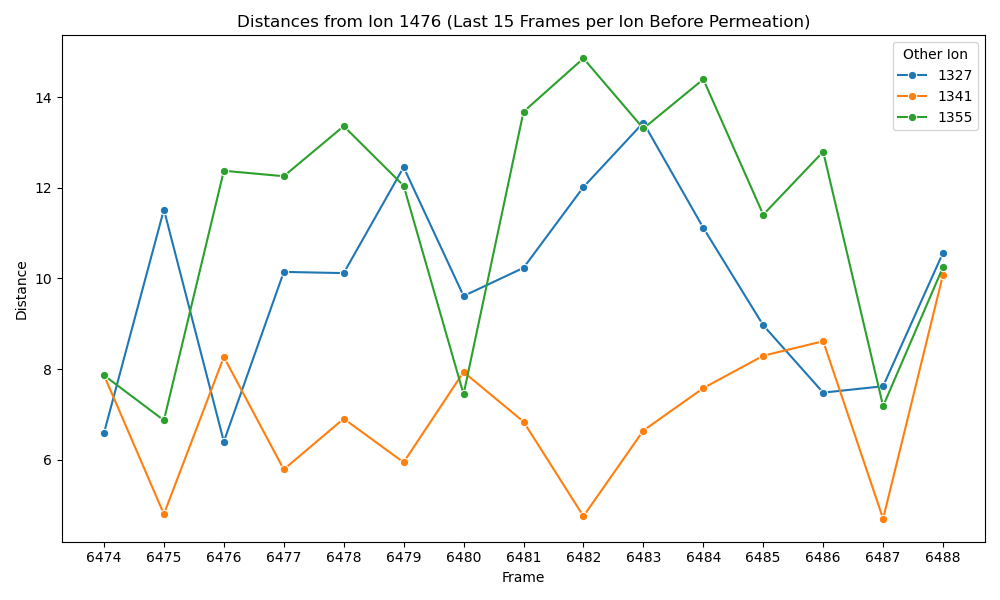 Distances from Ion 1476 (Last 15 Frames per Ion Before Permeation)
Other Ion
1327
1341
1355
Distance
14
12
10
8
6
6474 6475 6476 6477 6478 6479 6480 6481 6482 6483 6484 6485 6486 6487 6488
Frame